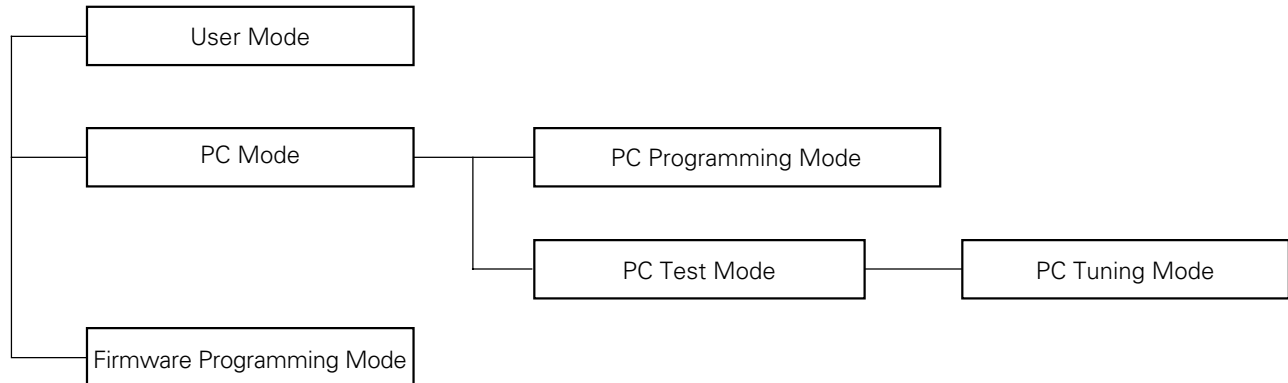 User Mode
PC Mode
PC Programming Mode
PC Test Mode
PC Tuning Mode
Firmware Programming Mode